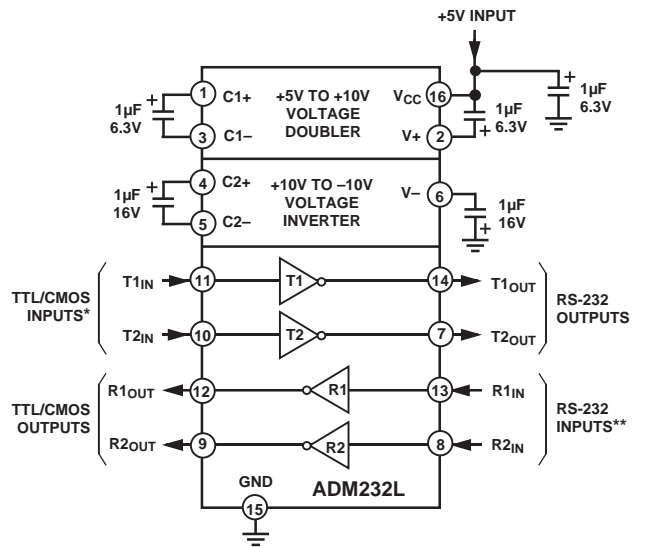 +5V INPUT
1 C1+ +5V TO +10V VCC 16
1µF 6.3V
VOLTAGE
DOUBLER
3 C1– V+ 2
1µF 6.3V
1µF 6.3V
4 C2+ +10V TO –10V V– 6
1µF 16V
VOLTAGE
INVERTER
5 C2–
1µF 16V
TTL/CMOS INPUTS*
T1IN 11 T1 14 T1OUT
T2IN 10 T2 7 T2OUT
RS-232 OUTPUTS
TTL/CMOS OUTPUTS
R1OUT 12 R1 13 R1IN
R2OUT 9 R2 8 R2IN
RS-232 INPUTS**
GND ADM232L
15
+
+
+
+
+